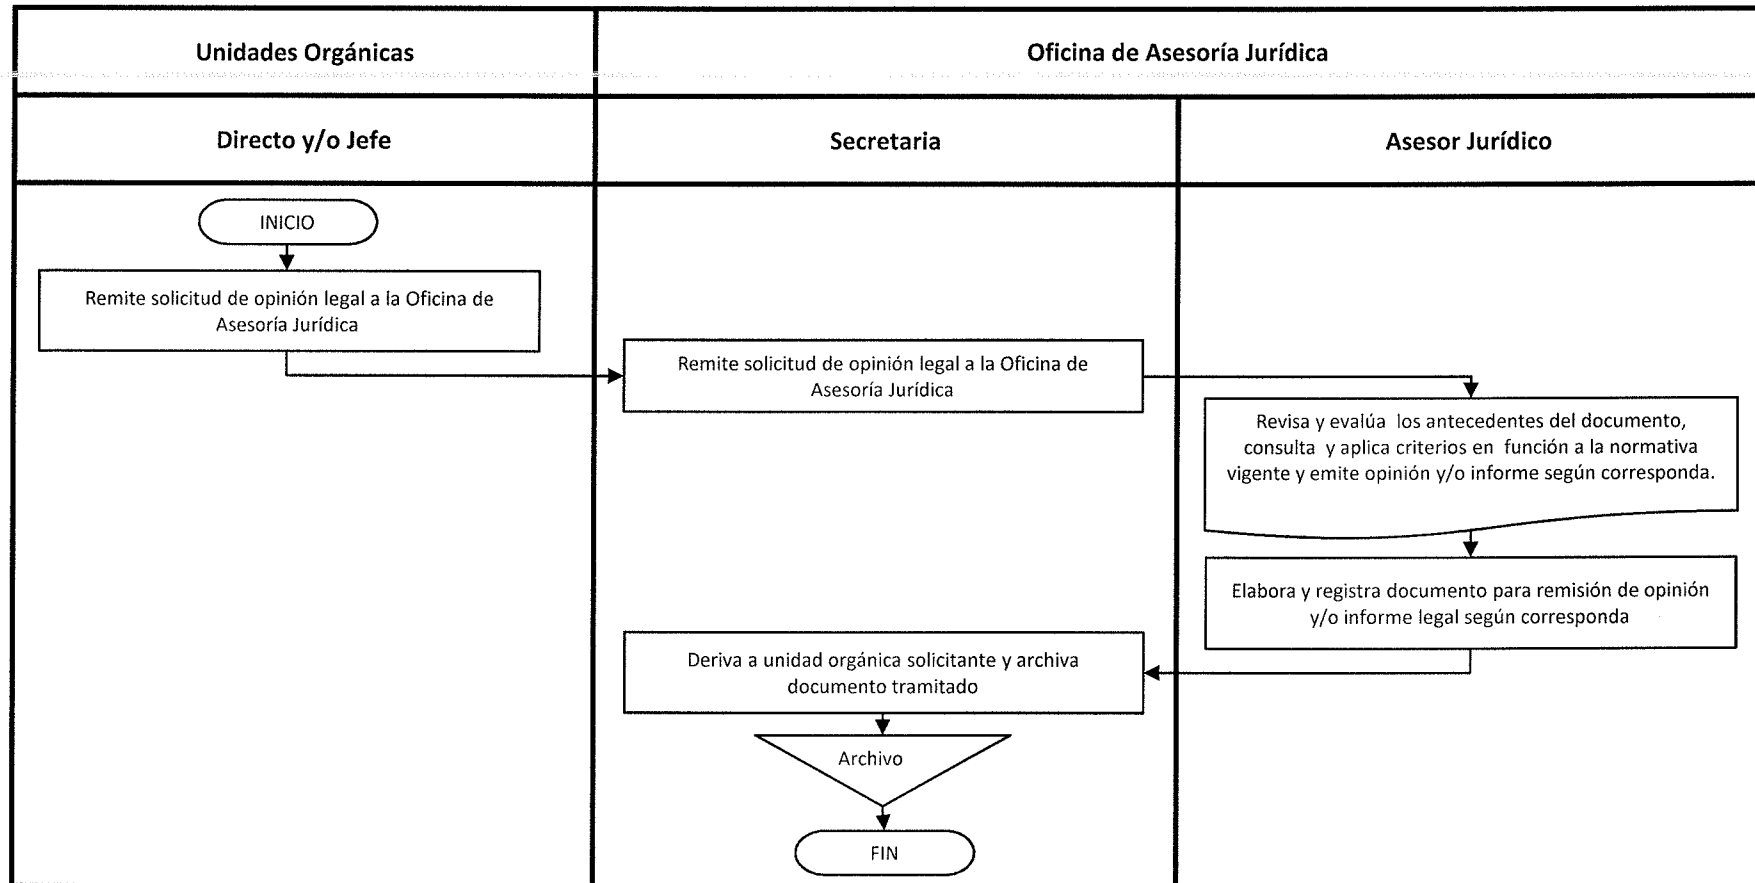 Unidades Orgánicas
Oficina de Asesoría Jurídica
Directo y/o Jefe
Secretaria
Asesor Jurídico
INICIO
Remite solicitud de opinión legal a la Oficina de
Asesoría Jurídica
Remite solicitud de opinión legal a la Oficina de
Asesoría Jurídica
Revisa y evalúa los antecedentes del documento,
consulta y aplica criterios en función a la normativa
vigente y emite opinión y/o informe según corresponda.
Elabora y registra documento para remisión de opinión
y/o informe legal según corresponda
Deriva a unidad orgánica solicitante y archiva
documento tramitado
Archivo
FIN